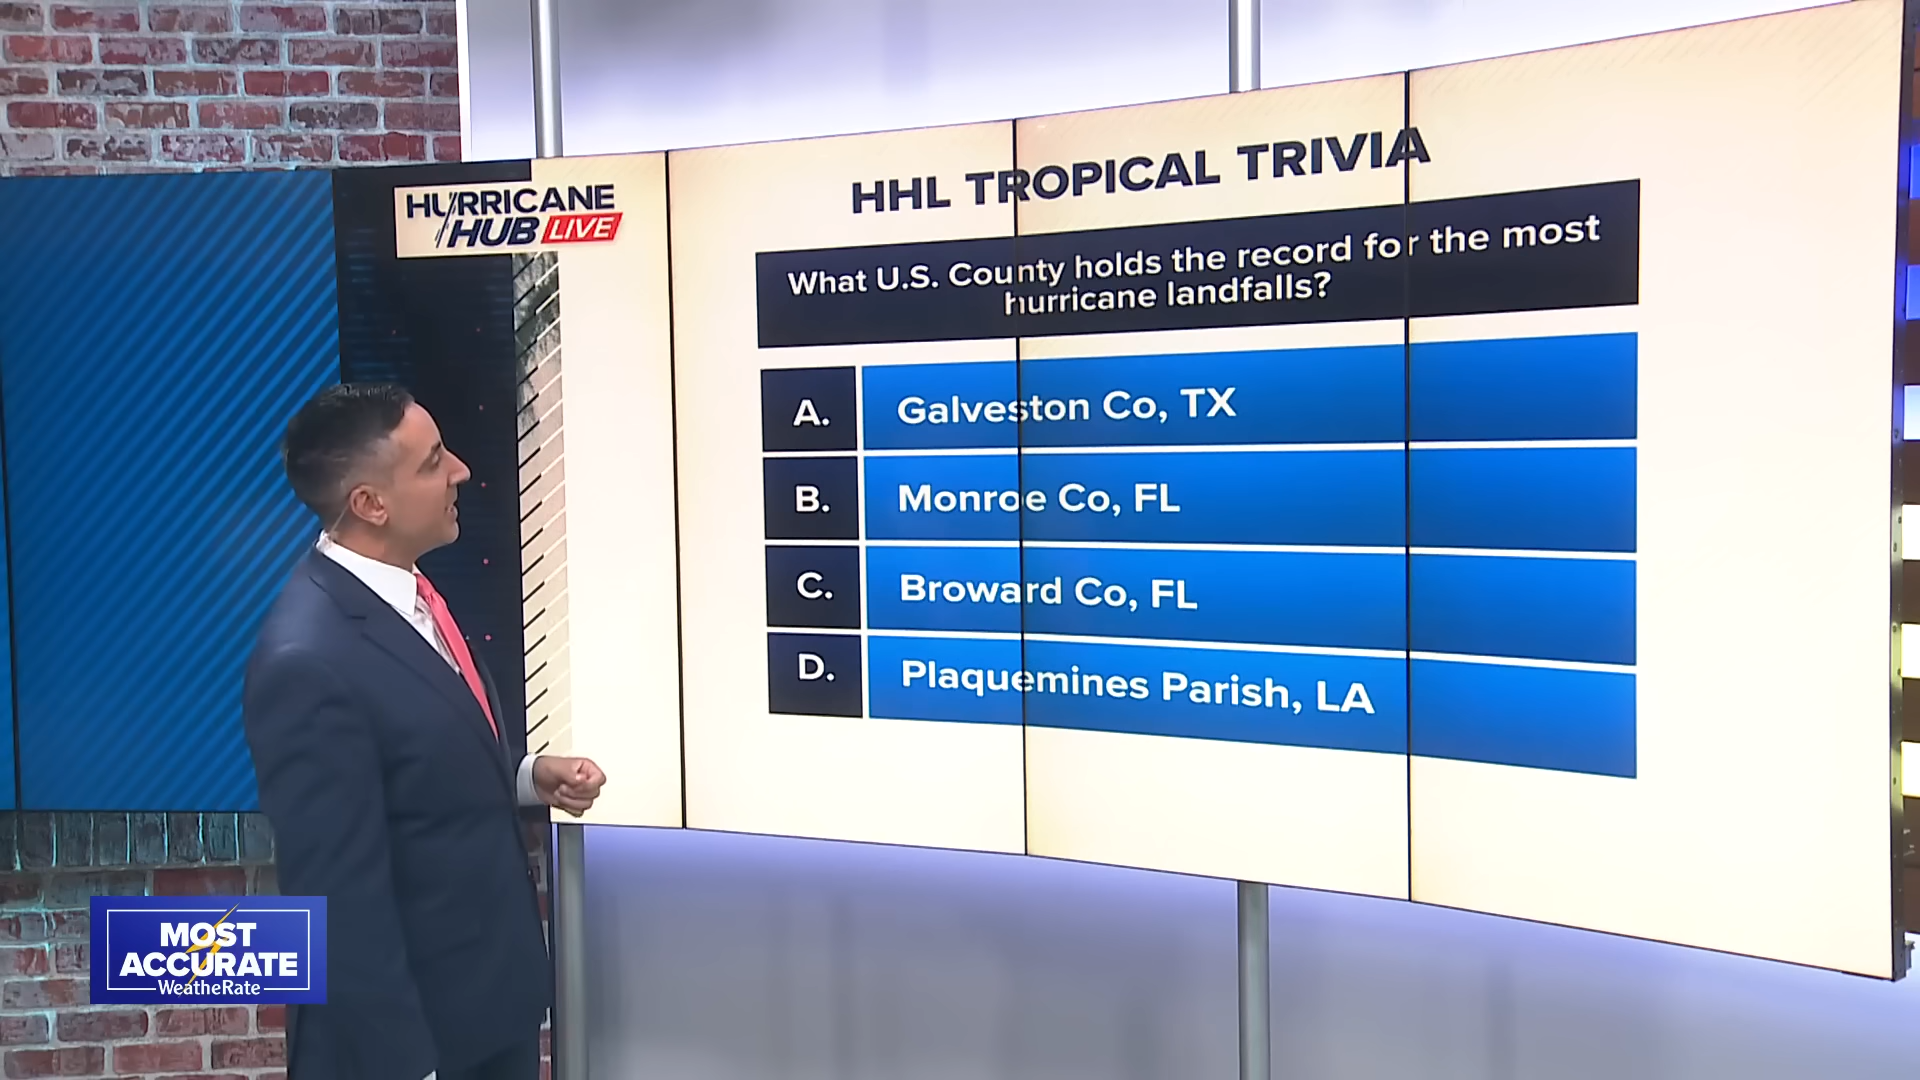 HURRICANE
HUB LIVE
HHL TROPICAL TRIVIA
What U.S. County holds the record for the most
hurricane landfalls?
A. Galveston Co, TX
B. Monroe Co, FL
C. Broward Co, FL
D. Plaquemines Parish, LA
MOST
ACCURATE
WeatheRate